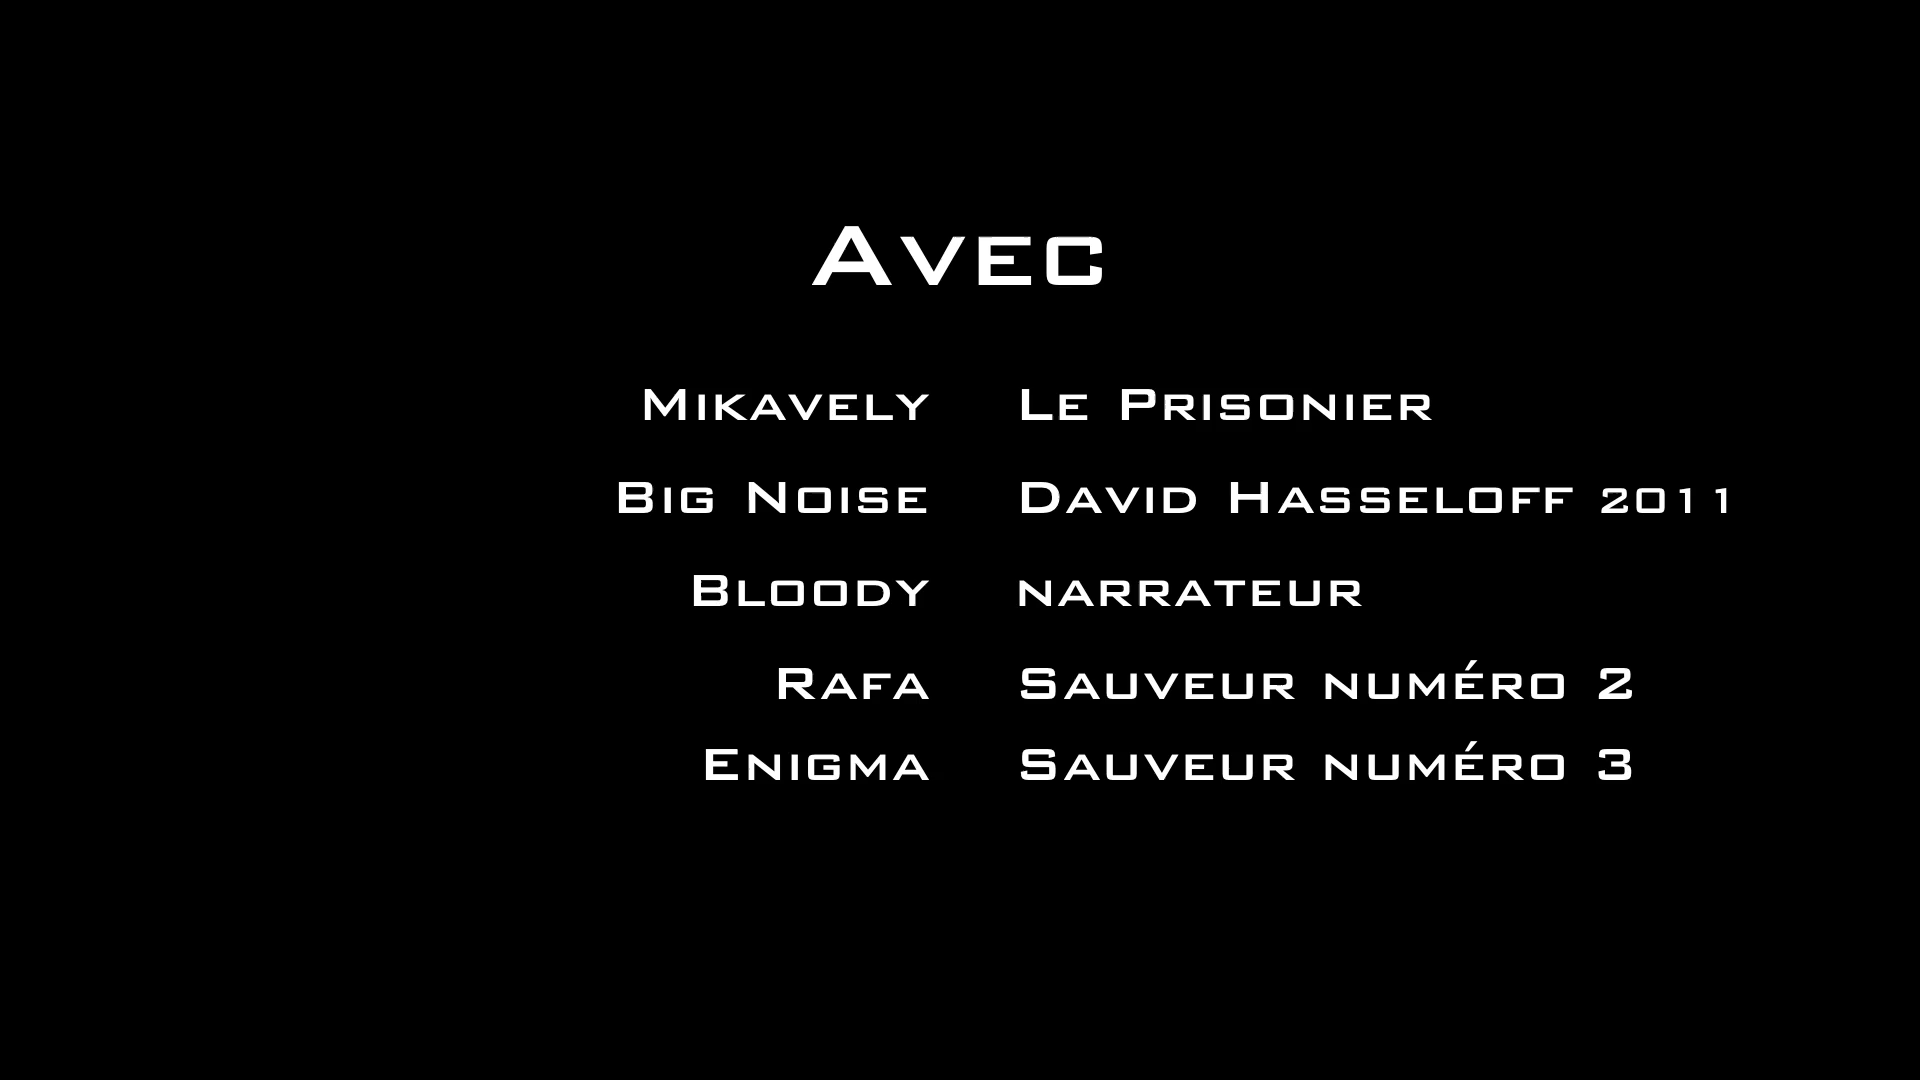 Avec
Mikavely Le Prisonier
Big Noise David Hasseloff 2011
Bloody narrateur
Rafa Sauveur numéro 2
Enigma Sauveur numéro 3